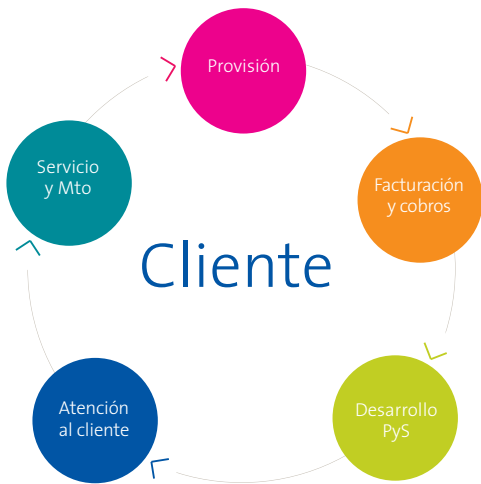 Provisión
Facturación
y cobros
Desarrollo
PyS
Atención
al cliente
Servicio
y Mto
Cliente